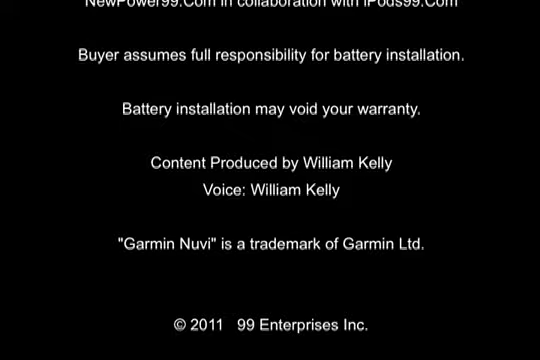 NewPower99.Com in collaboration with iPods99.Com
Buyer assumes full responsibility for battery installation.
Battery installation may void your warranty.
Content Produced by William Kelly
Voice: William Kelly
"Garmin Nuvi" is a trademark of Garmin Ltd.
© 2011 99 Enterprises Inc.